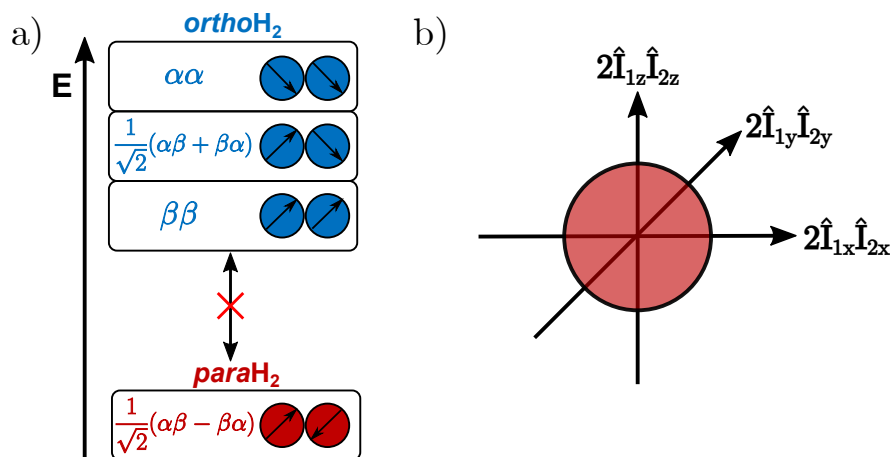 a)
orthoH₂
E
αα
1/√2(αβ + βα)
ββ
paraH₂
1/√2(αβ − βα)
b)
2Î₁zÎ₂z
2Î₁yÎ₂y
2Î₁xÎ₂x